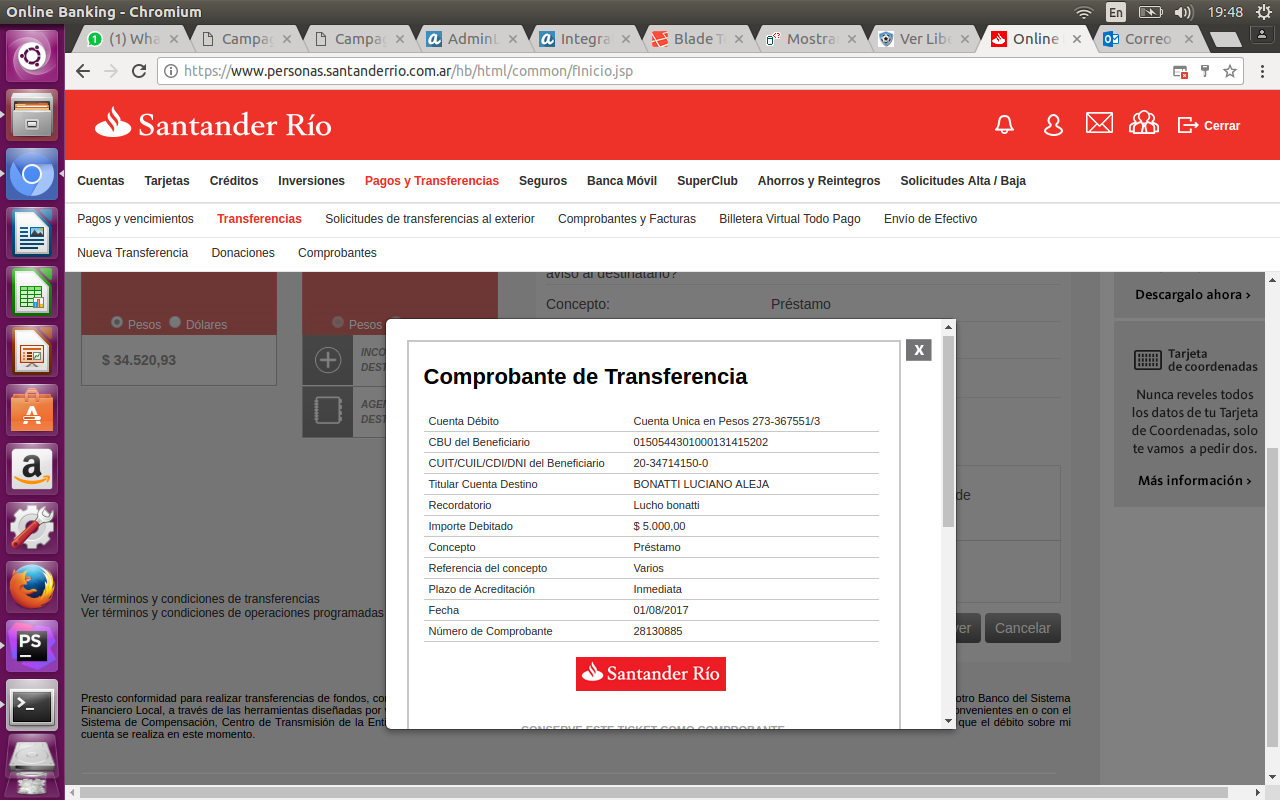 Online Banking - Chromium
En
19:48
(1) Wha
Campa
Campa
AdminL
Integra
Blade Te
Mostra
Ver Lib
Online
Correo
https://www.personas.santanderrio.com.ar/hb/html/common/fInicio.jsp
Santander Río
Cerrar
Cuentas Tarjetas Créditos Inversiones Pagos y Transferencias Seguros Banca Móvil SuperClub Ahorros y Reintegros Solicitudes Alta / Baja
Pagos y vencimientos Transferencias Solicitudes de transferencias al exterior Comprobantes y Facturas Billetera Virtual Todo Pago Envío de Efectivo
Nueva Transferencia Donaciones Comprobantes
aviso al destinatario?
Concepto: Préstamo
Pesos Dólares
Pesos
$ 34.520,93
INCO
DEST
AGEN
DEST
Descargalo ahora ›
Tarjeta
de coordenadas
Nunca reveles todos
los datos de tu Tarjeta
de Coordenadas, solo
te vamos a pedir dos.
Más información ›
X
Comprobante de Transferencia
Cuenta Débito Cuenta Unica en Pesos 273-367551/3
CBU del Beneficiario 0150544301000131415202
CUIT/CUIL/CDI/DNI del Beneficiario 20-34714150-0
Titular Cuenta Destino BONATTI LUCIANO ALEJA
Recordatorio Lucho bonatti
Importe Debitado $ 5.000,00
Concepto Préstamo
Referencia del concepto Varios
Plazo de Acreditación Inmediata
Fecha 01/08/2017
Número de Comprobante 28130885
Santander Río
CONSERVE ESTE TICKET COMO COMPROBANTE
de
ver
Cancelar
Ver términos y condiciones de transferencias
Ver términos y condiciones de operaciones programadas
Presto conformidad para realizar transferencias de fondos, co
otro Banco del Sistema
Financiero Local, a través de las herramientas diseñadas por
convenientes en o con el
Sistema de Compensación, Centro de Transmisión de la Enti
que el débito sobre mi
cuenta se realiza en este momento.